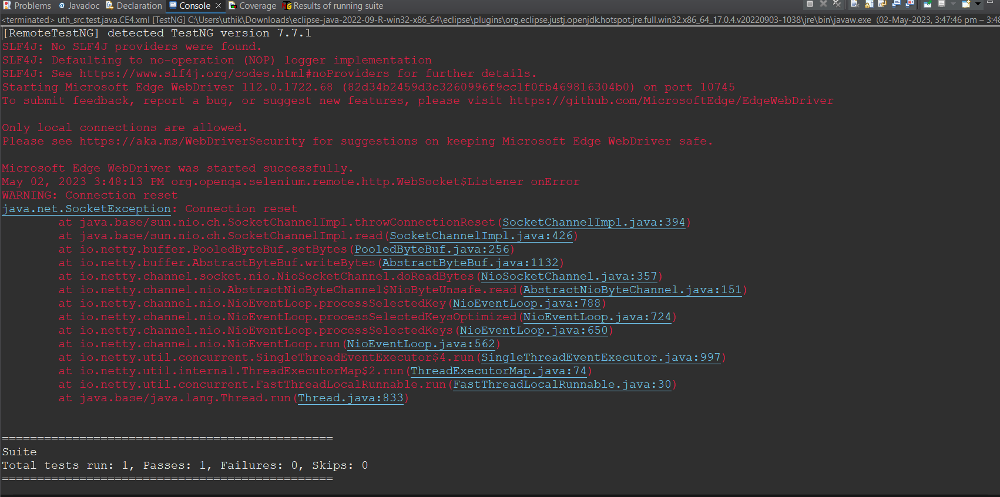 Problems Javadoc Declaration Console Coverage Results of running suite
<terminated> uth_src.test.java.CE4.xml [TestNG] C:\Users\uthik\Downloads\eclipse-java-2022-09-R-win32-x86_64\eclipse\plugins\org.eclipse.justj.openjdk.hotspot.jre.full.win32.x86_64_17.0.4.v20220903-1038\jre\bin\javaw.exe (02-May-2023, 3:47:46 pm – 3:48
[RemoteTestNG] detected TestNG version 7.7.1
SLF4J: No SLF4J providers were found.
SLF4J: Defaulting to no-operation (NOP) logger implementation
SLF4J: See https://www.slf4j.org/codes.html#noProviders for further details.
Starting Microsoft Edge WebDriver 112.0.1722.68 (82d34b2459d3c3260996f9cc1f0fb469816304b0) on port 10745
To submit feedback, report a bug, or suggest new features, please visit https://github.com/MicrosoftEdge/EdgeWebDriver
Only local connections are allowed.
Please see https://aka.ms/WebDriverSecurity for suggestions on keeping Microsoft Edge WebDriver safe.
Microsoft Edge WebDriver was started successfully.
May 02, 2023 3:48:13 PM org.openqa.selenium.remote.http.WebSocket$Listener onError
WARNING: Connection reset
java.net.SocketException: Connection reset
at java.base/sun.nio.ch.SocketChannelImpl.throwConnectionReset(SocketChannelImpl.java:394)
at java.base/sun.nio.ch.SocketChannelImpl.read(SocketChannelImpl.java:426)
at io.netty.buffer.PooledByteBuf.setBytes(PooledByteBuf.java:256)
at io.netty.buffer.AbstractByteBuf.writeBytes(AbstractByteBuf.java:1132)
at io.netty.channel.socket.nio.NioSocketChannel.doReadBytes(NioSocketChannel.java:357)
at io.netty.channel.nio.AbstractNioByteChannel$NioByteUnsafe.read(AbstractNioByteChannel.java:151)
at io.netty.channel.nio.NioEventLoop.processSelectedKey(NioEventLoop.java:788)
at io.netty.channel.nio.NioEventLoop.processSelectedKeysOptimized(NioEventLoop.java:724)
at io.netty.channel.nio.NioEventLoop.processSelectedKeys(NioEventLoop.java:650)
at io.netty.channel.nio.NioEventLoop.run(NioEventLoop.java:562)
at io.netty.util.concurrent.SingleThreadEventExecutor$4.run(SingleThreadEventExecutor.java:997)
at io.netty.util.internal.ThreadExecutorMap$2.run(ThreadExecutorMap.java:74)
at io.netty.util.concurrent.FastThreadLocalRunnable.run(FastThreadLocalRunnable.java:30)
at java.base/java.lang.Thread.run(Thread.java:833)
===============================================
Suite
Total tests run: 1, Passes: 1, Failures: 0, Skips: 0
===============================================